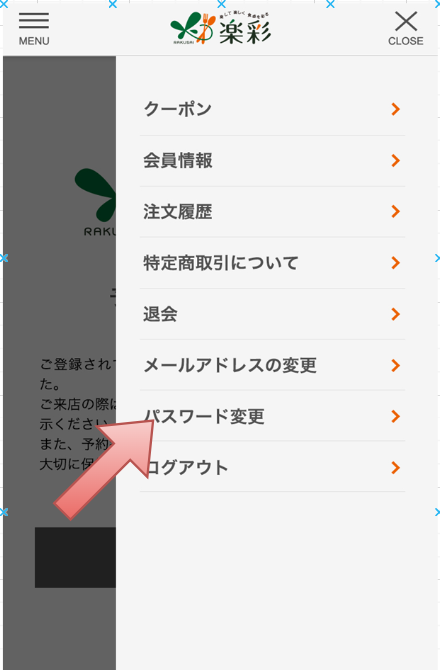 MENU
楽彩
RAKUSAI
CLOSE
クーポン
会員情報
注文履歴
特定商取引について
退会
メールアドレスの変更
パスワード変更
ログアウト
RAKU
ご登録されて
た。
ご来店の際は
示ください
また、予約
大切に保